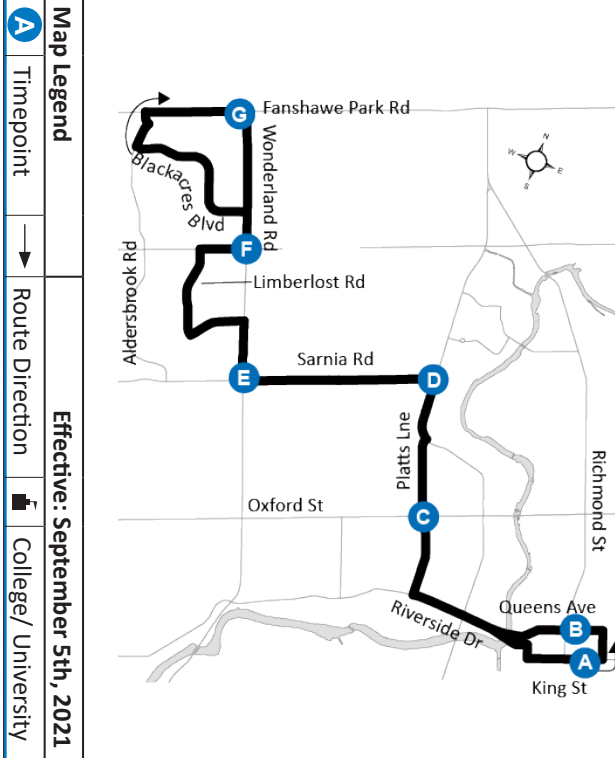 Map Legend
Effective: September 5th, 2021
A
Timepoint
Route Direction
College/ University
G
Fanshawe Park Rd
Wonderland Rd
Blackacres Blvd
N
W
E
S
F
Aldersbrook Rd
Limberlost Rd
E
Sarnia Rd
D
Platts Lne
Richmond St
Oxford St
C
Riverside Dr
Queens Ave
B
A
King St